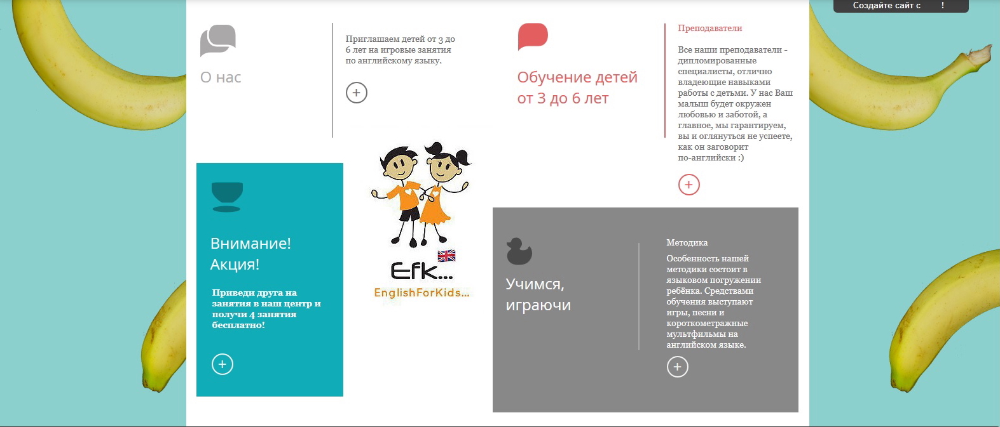 Создайте сайт с !
О нас
Приглашаем детей от 3 до
6 лет на игровые занятия
по английскому языку.
+
Обучение детей
от 3 до 6 лет
Преподаватели
Все наши преподаватели -
дипломированные
специалисты, отлично
владеющие навыками
работы с детьми. У нас Ваш
малыш будет окружен
любовью и заботой, а
главное, мы гарантируем,
вы и оглянуться не успеете,
как он заговорит
по-английски :)
+
Внимание!
Акция!
Приведи друга на
занятия в наш центр и
получи 4 занятия
бесплатно!
+
Efk...
EnglishForKids...
Учимся,
играючи
Методика
Особенность нашей
методики состоит в
языковом погружении
ребёнка. Средствами
обучения выступают
игры, песни и
короткометражные
мультфильмы на
английском языке.
+